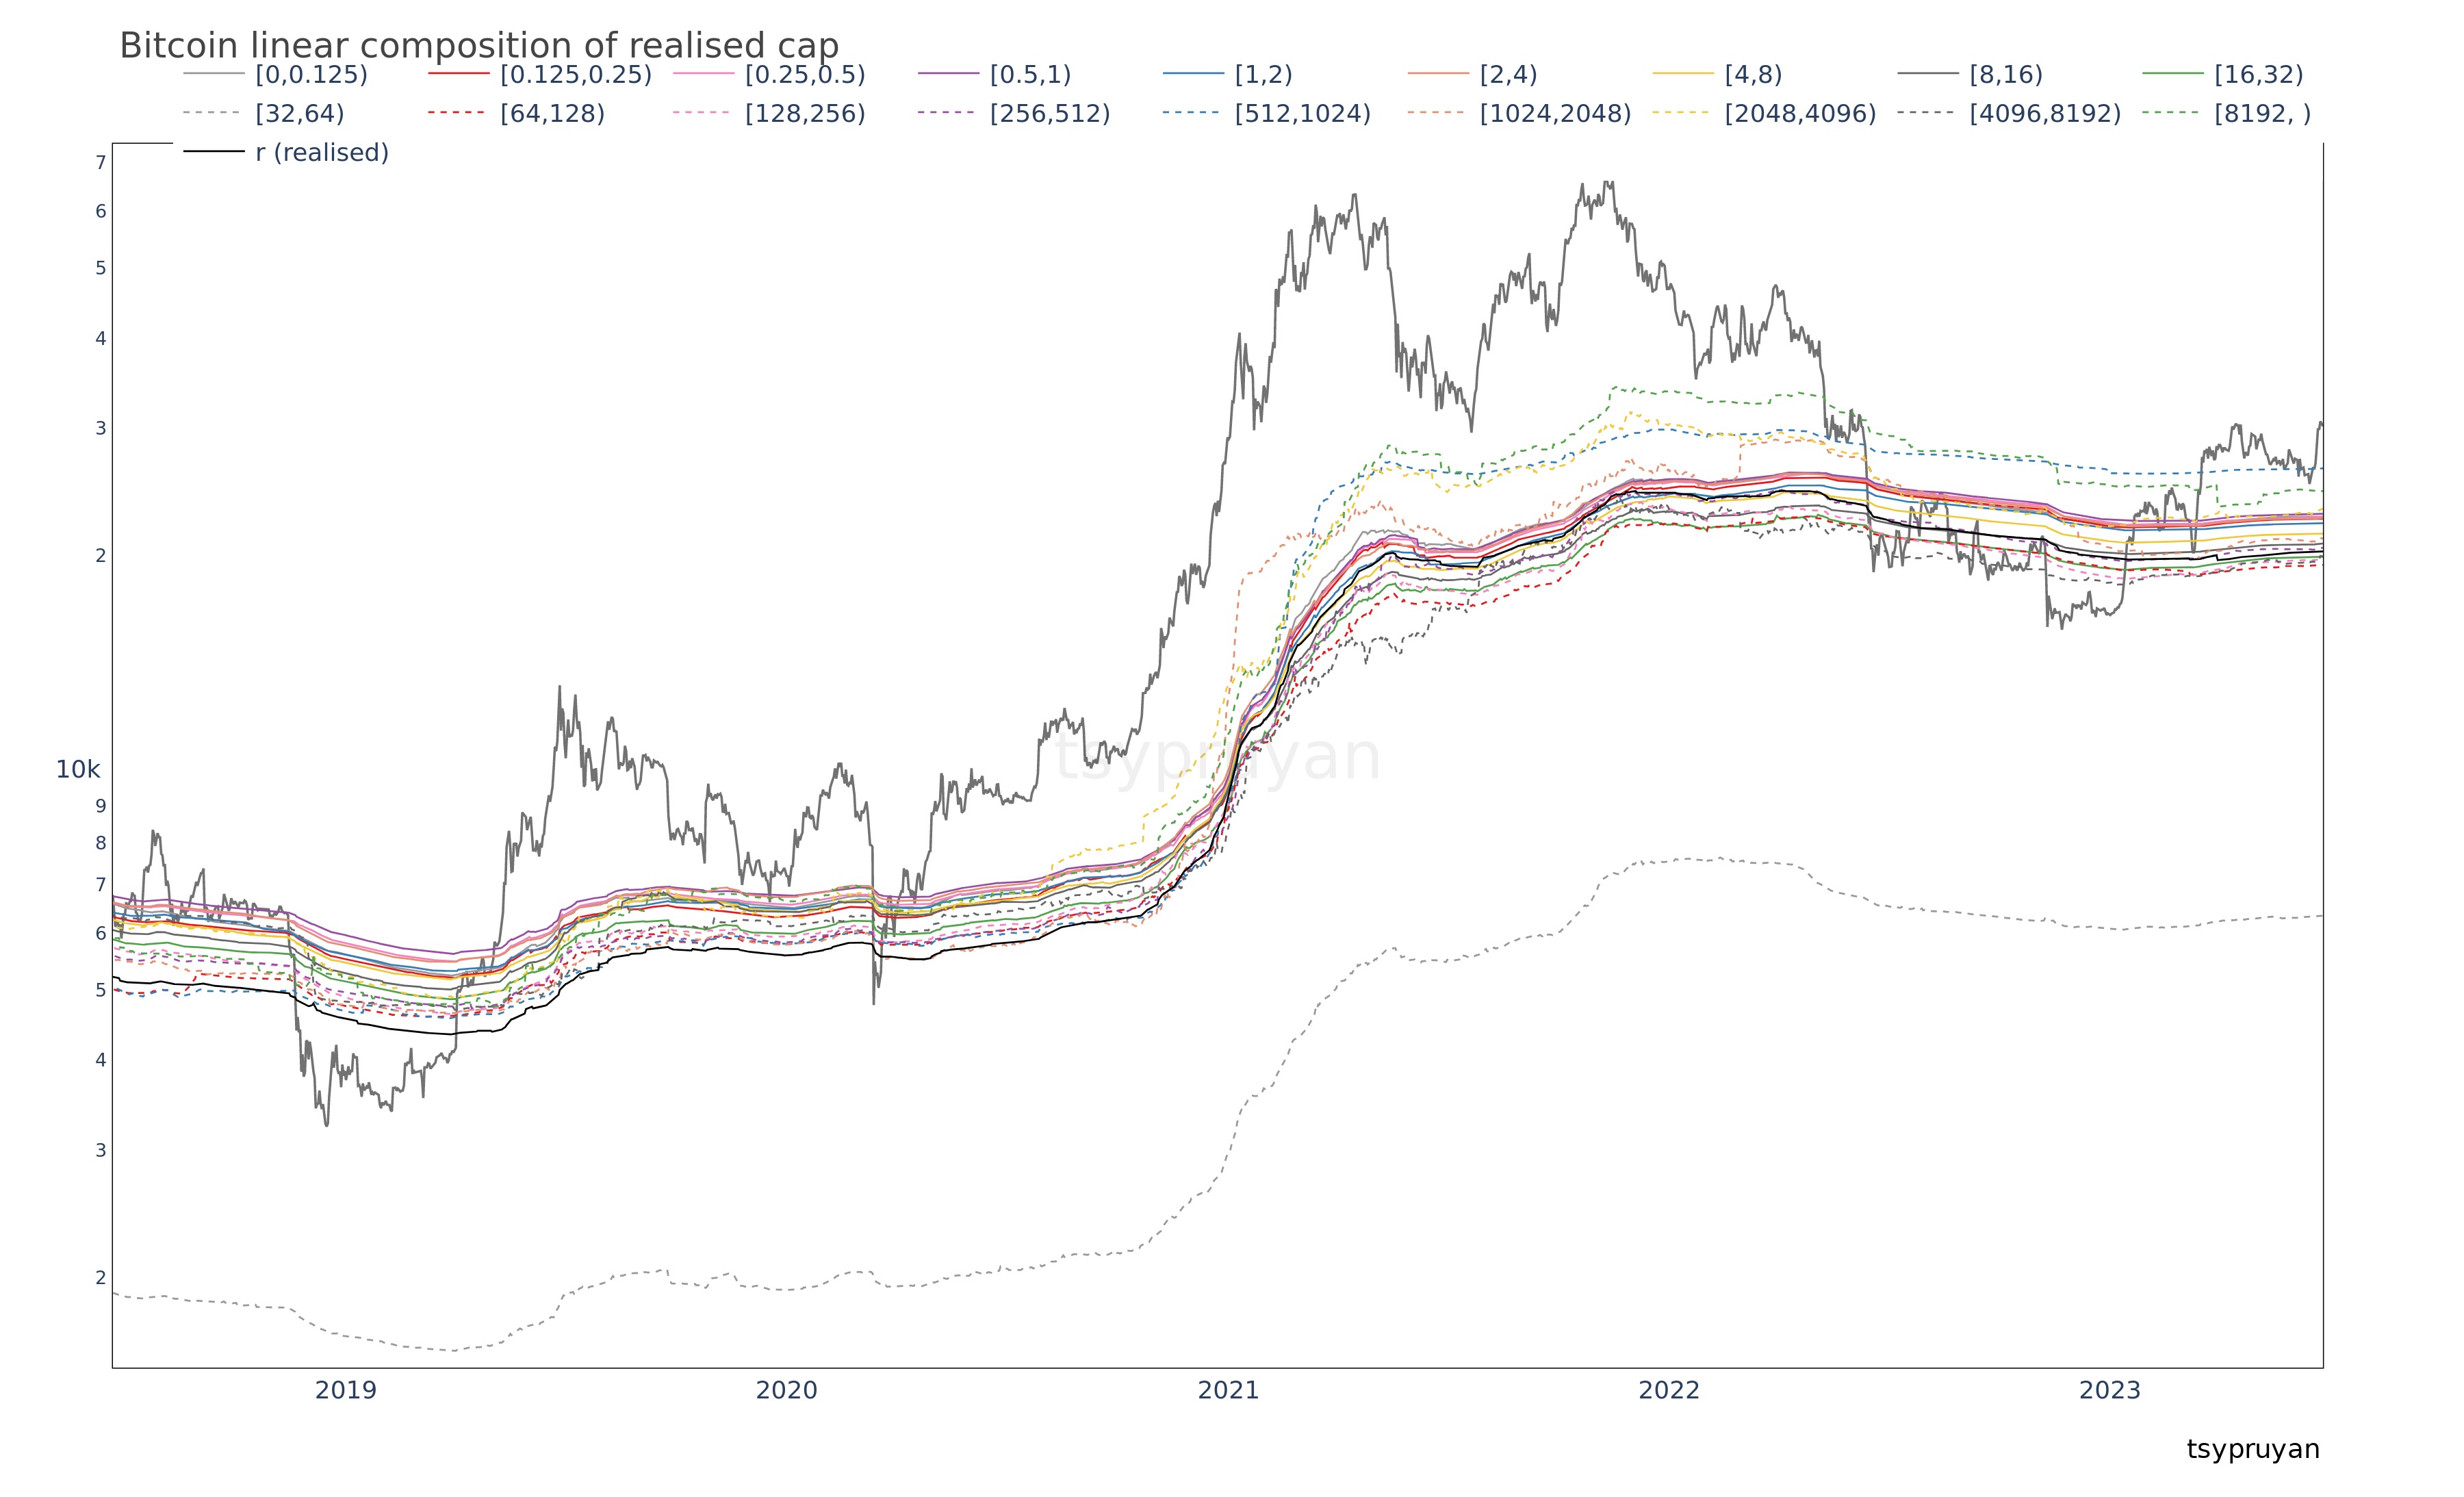 Bitcoin linear composition of realised cap
[0,0.125) [0.125,0.25) [0.25,0.5) [0.5,1) [1,2) [2,4) [4,8) [8,16) [16,32)
[32,64) [64,128) [128,256) [256,512) [512,1024) [1024,2048) [2048,4096) [4096,8192) [8192, )
r (realised)
7
6
5
4
3
2
10k
tsypruyan
9
8
7
6
5
4
3
2
2019 2020 2021 2022 2023
tsypruyan